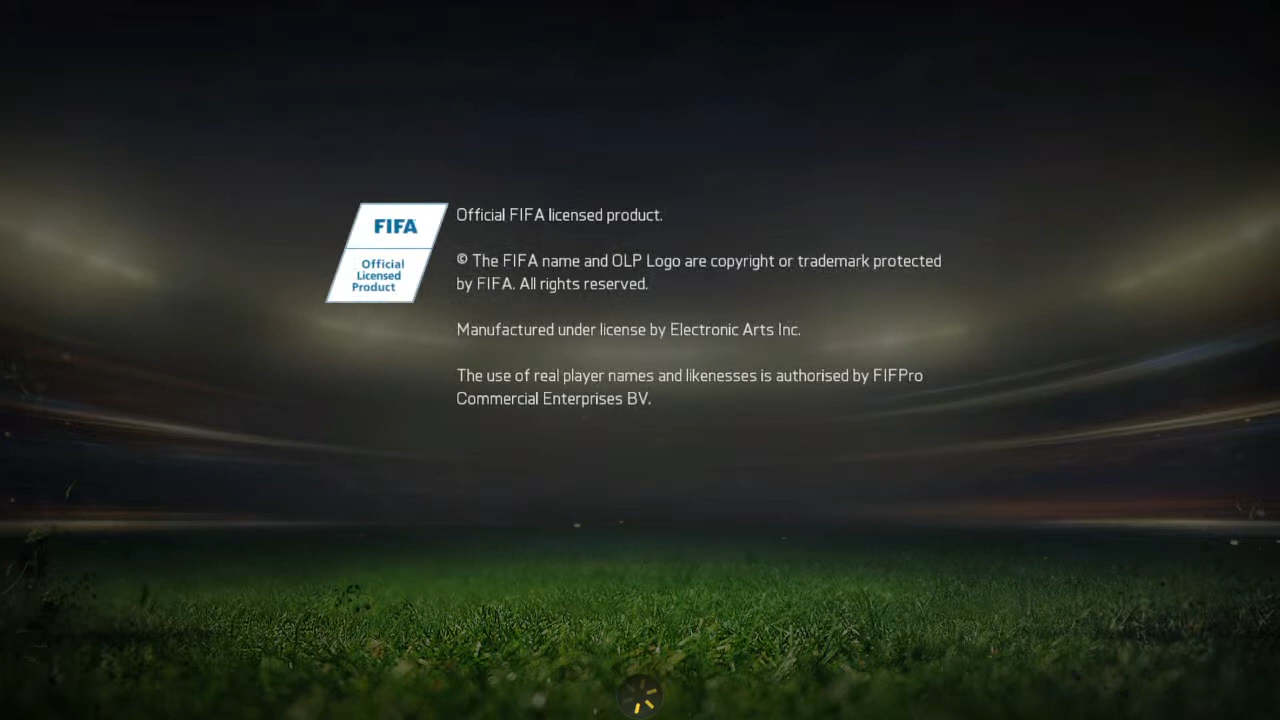 FIFA
Official
Licensed
Product
Official FIFA licensed product.
© The FIFA name and OLP Logo are copyright or trademark protected
by FIFA. All rights reserved.
Manufactured under license by Electronic Arts Inc.
The use of real player names and likenesses is authorised by FIFPro
Commercial Enterprises BV.